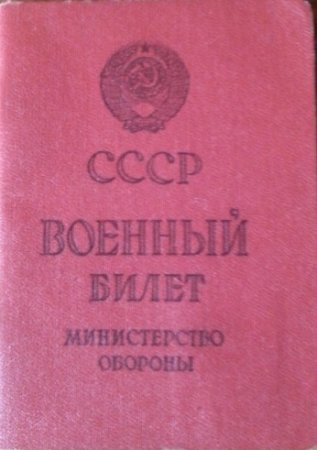 СССР
ВОЕННЫЙ
БИЛЕТ
МИНИСТЕРСТВО
ОБОРОНЫ